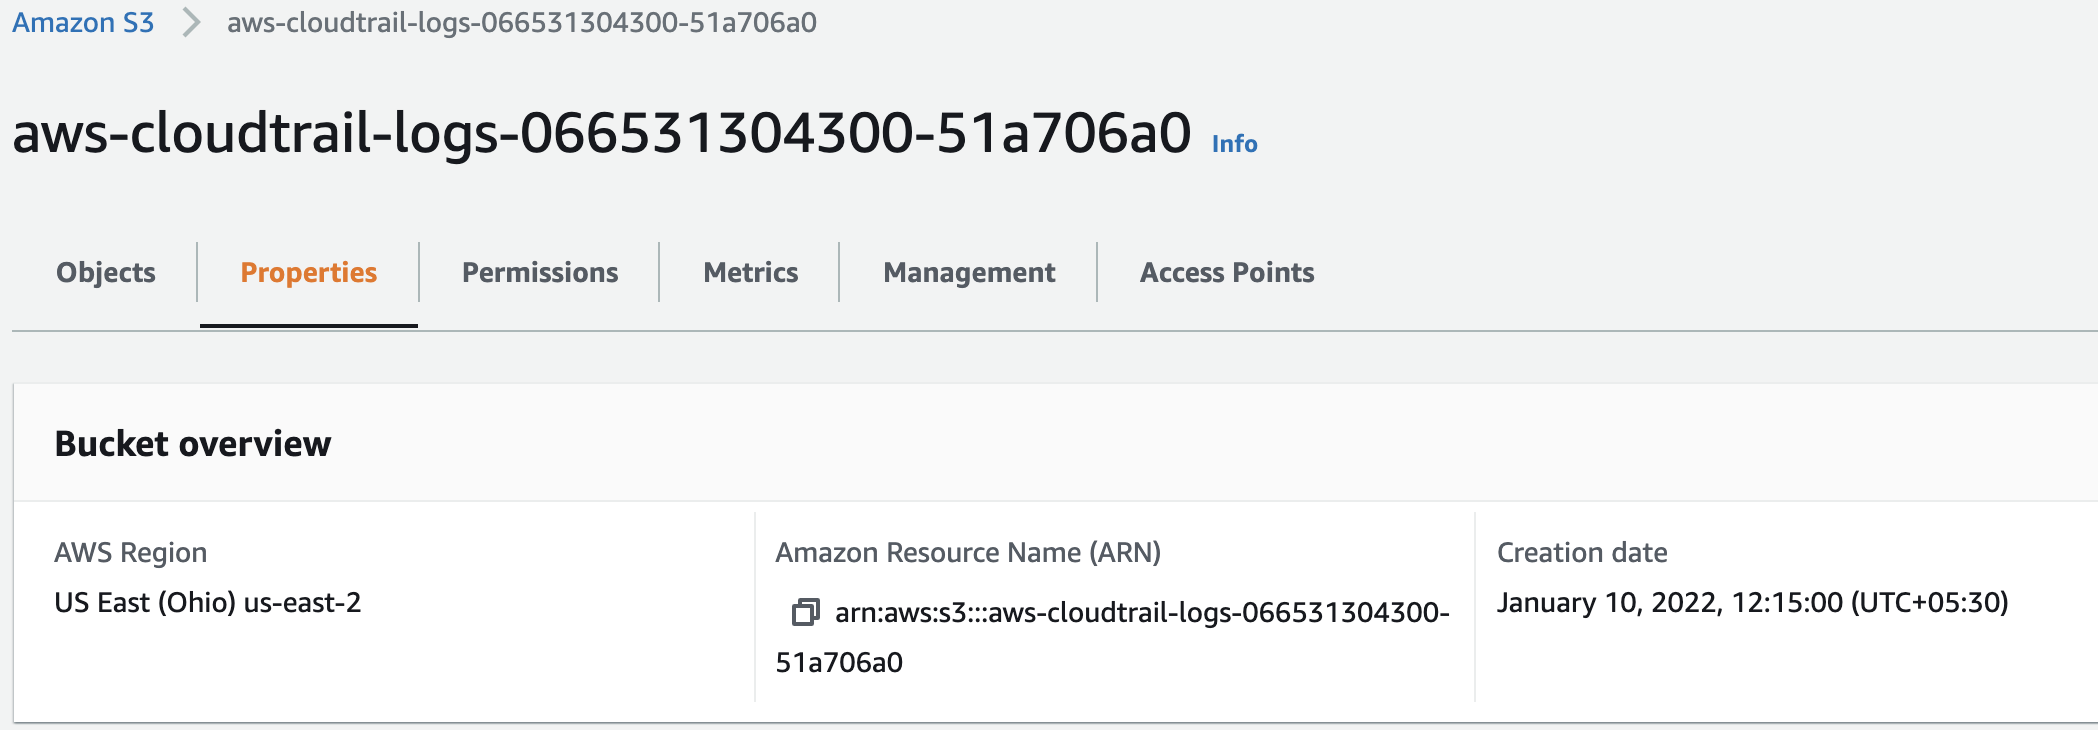 Amazon S3 > aws-cloudtrail-logs-066531304300-51a706a0
aws-cloudtrail-logs-066531304300-51a706a0 Info
Objects Properties Permissions Metrics Management Access Points
Bucket overview
AWS Region
US East (Ohio) us-east-2
Amazon Resource Name (ARN)
arn:aws:s3:::aws-cloudtrail-logs-066531304300-
51a706a0
Creation date
January 10, 2022, 12:15:00 (UTC+05:30)